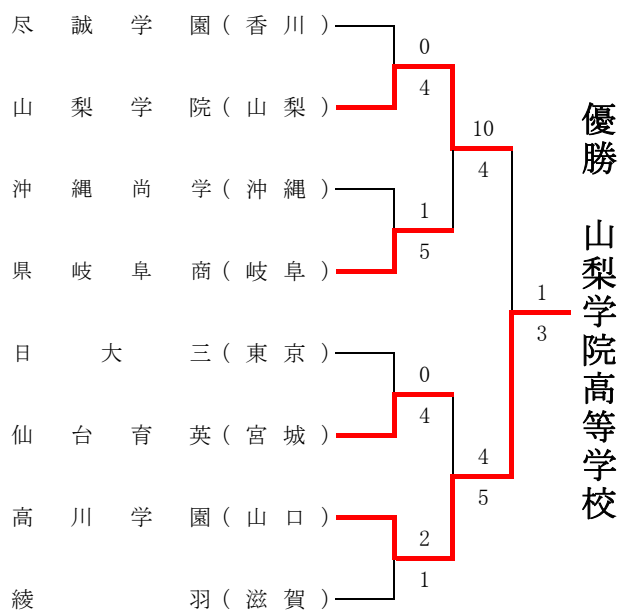 尽誠学園(香川)
0
4
山梨学院(山梨)
10
4
沖縄尚学(沖縄)
1
5
県岐阜商(岐阜)
1
3
日大三(東京)
0
4
仙台育英(宮城)
4
5
高川学園(山口)
2
1
綾羽(滋賀)
優勝 山梨学院高等学校